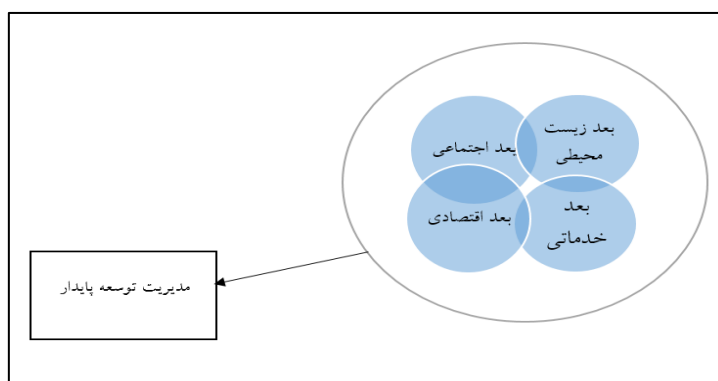 بعد زیست
محیطی
بعد اجتماعی
بعد
خدماتی
بعد اقتصادی
مدیریت توسعه پایدار